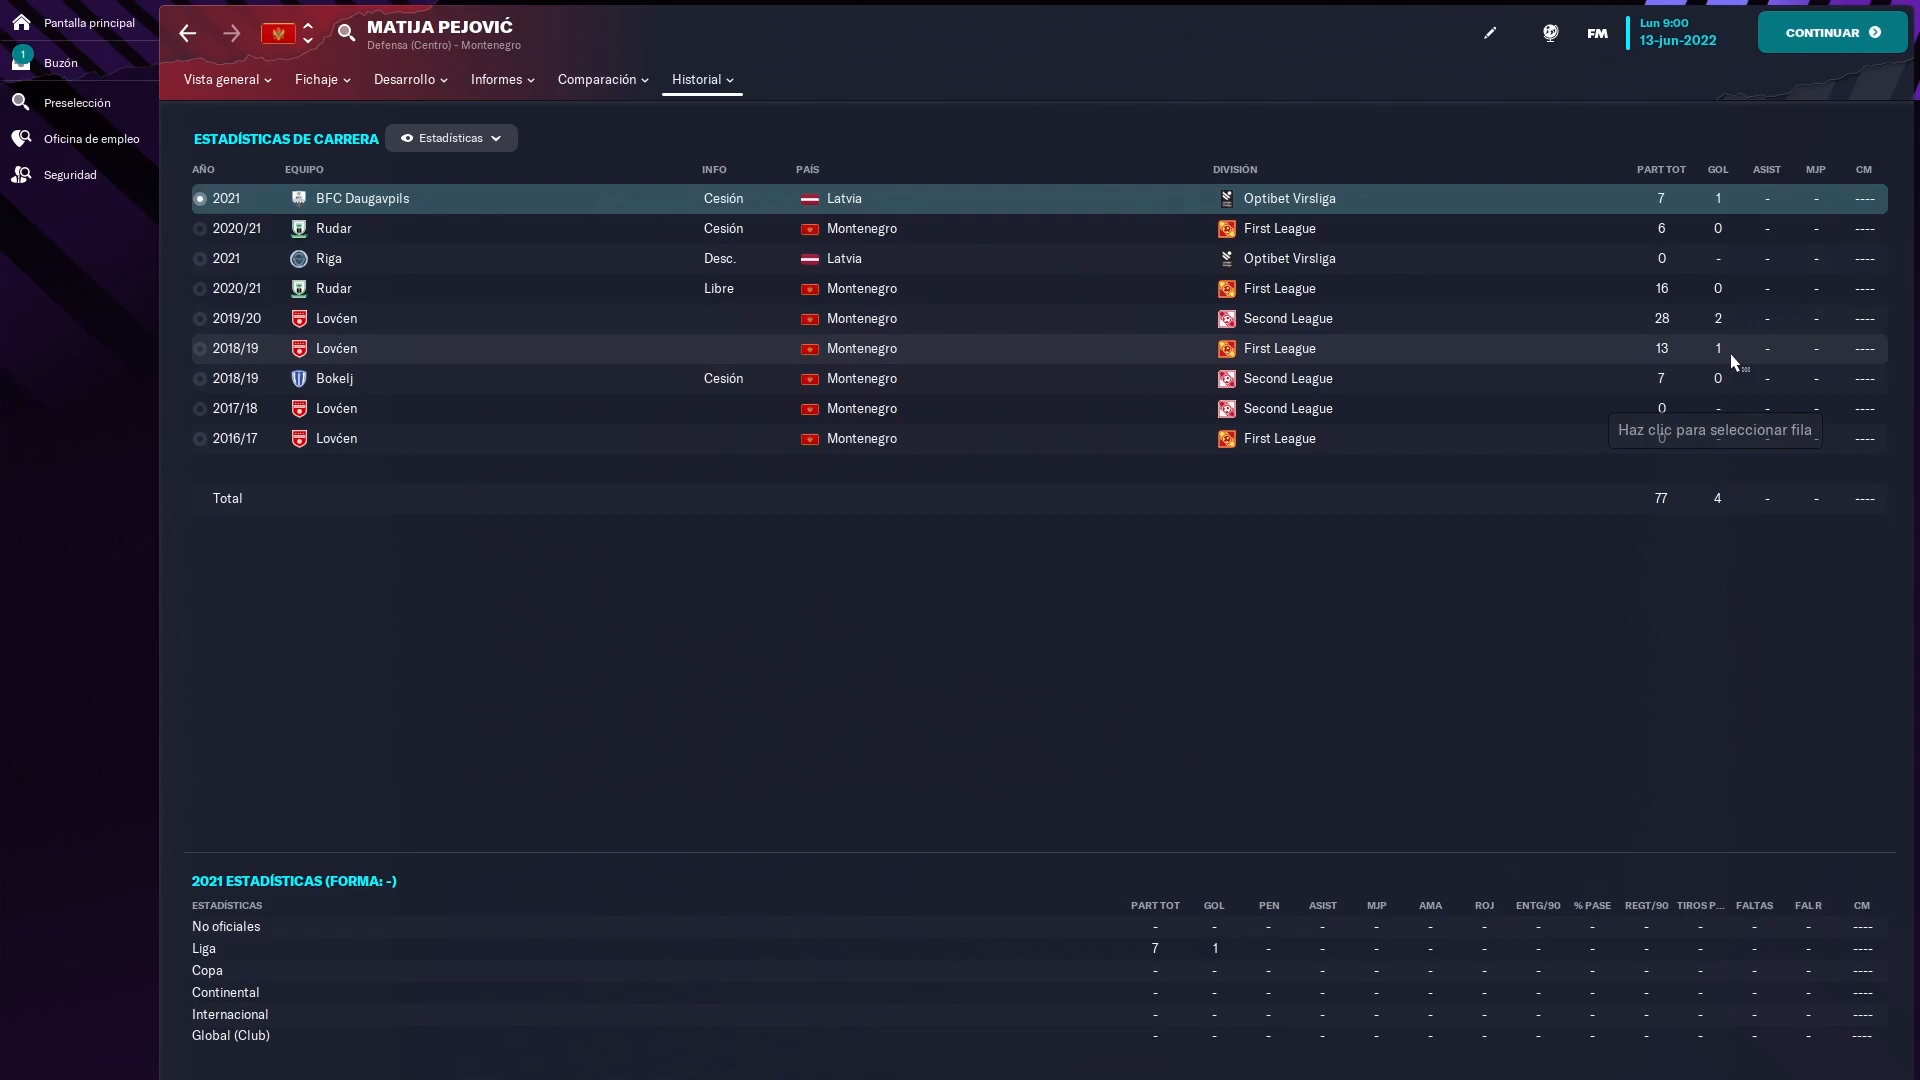 Pantalla principal
1
Buzón
Preselección
Oficina de empleo
Seguridad
MATIJA PEJOVIĆ
Defensa (Centro) - Montenegro
FM
Lun 9:00
13-jun-2022
CONTINUAR
Vista general Fichaje Desarrollo Informes Comparación Historial
ESTADÍSTICAS DE CARRERA Estadísticas
AÑO EQUIPO INFO PAÍS DIVISIÓN PART TOT GOL ASIST MJP CM
2021 BFC Daugavpils Cesión Latvia Optibet Virsliga 7 1 - - ----
2020/21 Rudar Cesión Montenegro First League 6 0 - - ----
2021 Riga Desc. Latvia Optibet Virsliga 0 - - - ----
2020/21 Rudar Libre Montenegro First League 16 0 - - ----
2019/20 Lovćen Montenegro Second League 28 2 - - ----
2018/19 Lovćen Montenegro First League 13 1 - - ----
2018/19 Bokelj Cesión Montenegro Second League 7 0 - - ----
2017/18 Lovćen Montenegro Second League 0 - - - ----
2016/17 Lovćen Montenegro First League 0 - - - ----
Haz clic para seleccionar fila
Total 77 4 - - ----
2021 ESTADÍSTICAS (FORMA: -)
ESTADÍSTICAS PART TOT GOL PEN ASIST MJP AMA ROJ ENTG/90 % PASE REGT/90 TIROS P... FALTAS FAL R CM
No oficiales - - - - - - - - - - - - - ----
Liga 7 1 - - - - - - - - - - - ----
Copa - - - - - - - - - - - - - ----
Continental - - - - - - - - - - - - - ----
Internacional - - - - - - - - - - - - - ----
Global (Club) - - - - - - - - - - - - - ----